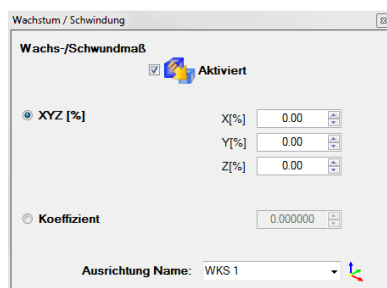 Wachstum / Schwindung
Wachs-/Schwundmaß
Aktiviert
XYZ [%]
X[%] 0.00
Y[%] 0.00
Z[%] 0.00
Koeffizient 0.000000
Ausrichtung Name: WKS 1